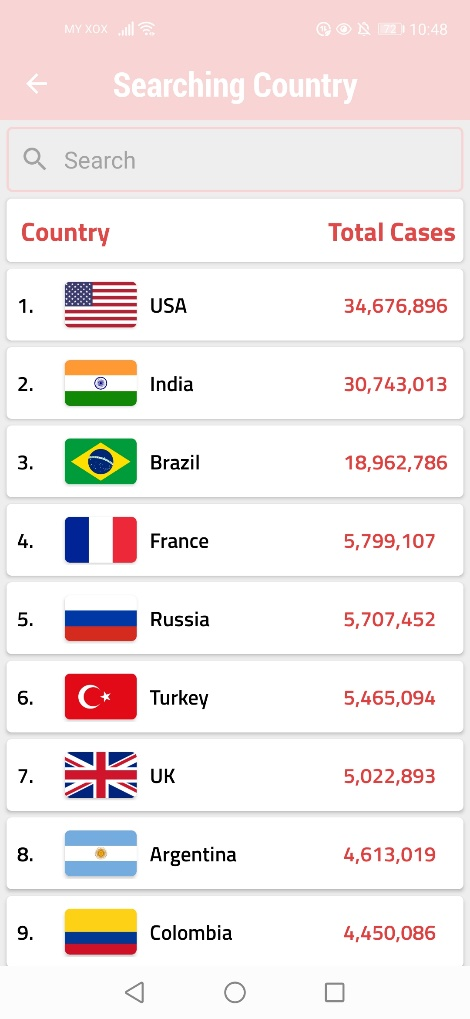 MY XOX 72 10:48
Searching Country
Search
Country Total Cases
1. USA 34,676,896
2. India 30,743,013
3. Brazil 18,962,786
4. France 5,799,107
5. Russia 5,707,452
6. Turkey 5,465,094
7. UK 5,022,893
8. Argentina 4,613,019
9. Colombia 4,450,086